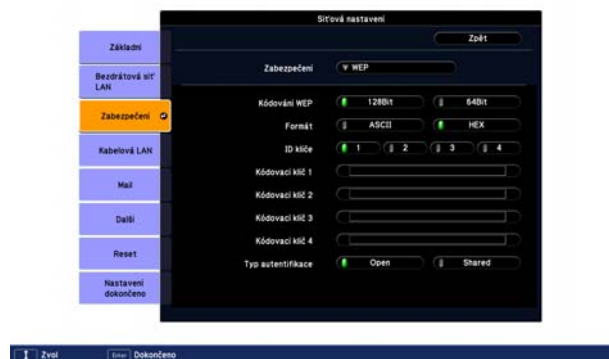 Síťová nastavení
Zpět
Základní
Bezdrátová síť
LAN
Zabezpečení
Kabelová LAN
Mail
Další
Reset
Nastavení
dokončeno
Zabezpečení WEP
Kódování WEP 128Bit 64Bit
Formát ASCII HEX
ID klíče 1 2 3 4
Kódovací klíč 1
Kódovací klíč 2
Kódovací klíč 3
Kódovací klíč 4
Typ autentifikace Open Shared
Zvol Enter Dokončeno